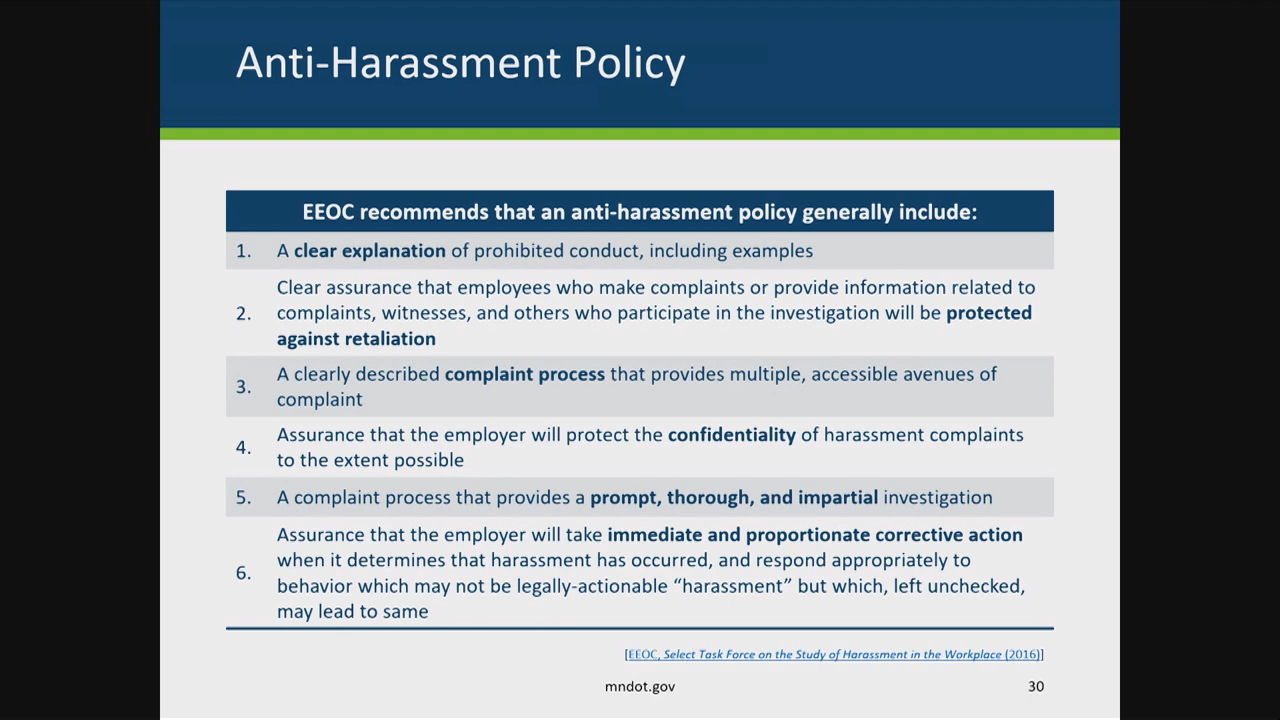 Anti-Harassment Policy
EEOC recommends that an anti-harassment policy generally include:
1. A clear explanation of prohibited conduct, including examples
2. Clear assurance that employees who make complaints or provide information related to
complaints, witnesses, and others who participate in the investigation will be protected
against retaliation
3. A clearly described complaint process that provides multiple, accessible avenues of
complaint
4. Assurance that the employer will protect the confidentiality of harassment complaints
to the extent possible
5. A complaint process that provides a prompt, thorough, and impartial investigation
6. Assurance that the employer will take immediate and proportionate corrective action
when it determines that harassment has occurred, and respond appropriately to
behavior which may not be legally-actionable “harassment” but which, left unchecked,
may lead to same
[EEOC, Select Task Force on the Study of Harassment in the Workplace (2016)]
mndot.gov
30